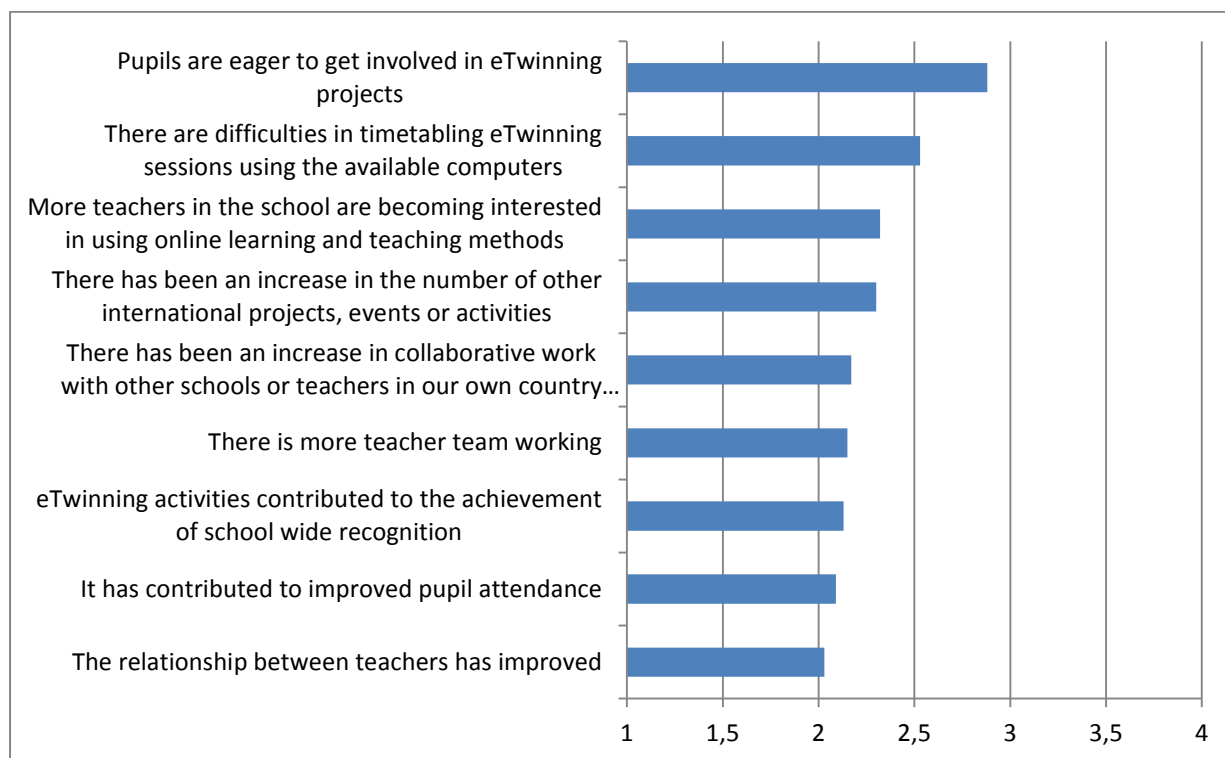 Pupils are eager to get involved in eTwinning
projects
There are difficulties in timetabling eTwinning
sessions using the available computers
More teachers in the school are becoming interested
in using online learning and teaching methods
There has been an increase in the number of other
international projects, events or activities
There has been an increase in collaborative work
with other schools or teachers in our own country…
There is more teacher team working
eTwinning activities contributed to the achievement
of school wide recognition
It has contributed to improved pupil attendance
The relationship between teachers has improved
1 1,5 2 2,5 3 3,5 4